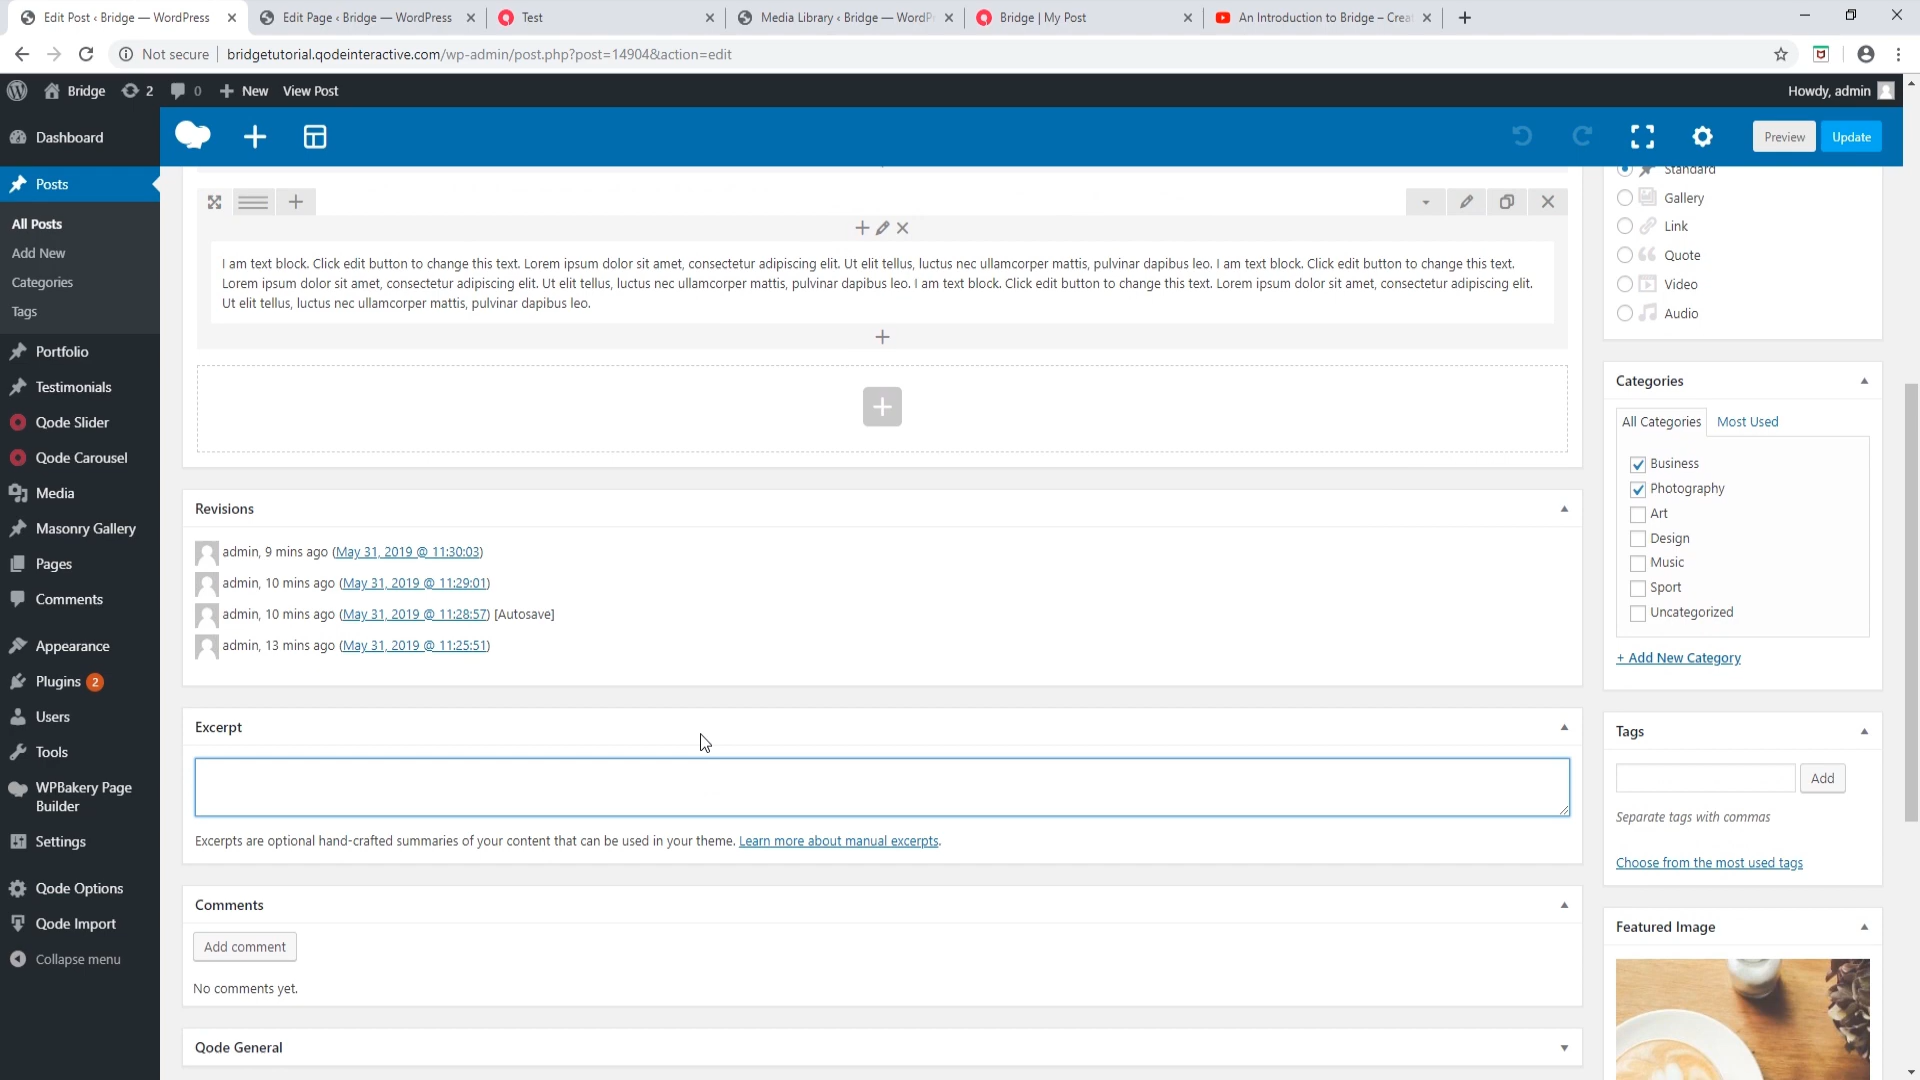 Edit Post ‹ Bridge — WordPress
Edit Page ‹ Bridge — WordPress
Test
Media Library ‹ Bridge — WordP
Bridge | My Post
An Introduction to Bridge – Crea
Not secure
bridgetutorial.qodeinteractive.com/wp-admin/post.php?post=14904&action=edit
Bridge
2
0
New
View Post
Howdy, admin
Dashboard
Preview
Update
Posts
All Posts
Add New
Categories
Tags
Portfolio
Testimonials
Qode Slider
Qode Carousel
Media
Masonry Gallery
Pages
Comments
Appearance
Plugins 2
Users
Tools
WPBakery Page
Builder
Settings
Qode Options
Qode Import
Collapse menu
I am text block. Click edit button to change this text. Lorem ipsum dolor sit amet, consectetur adipiscing elit. Ut elit tellus, luctus nec ullamcorper mattis, pulvinar dapibus leo. I am text block. Click edit button to change this text.
Lorem ipsum dolor sit amet, consectetur adipiscing elit. Ut elit tellus, luctus nec ullamcorper mattis, pulvinar dapibus leo. I am text block. Click edit button to change this text. Lorem ipsum dolor sit amet, consectetur adipiscing elit.
Ut elit tellus, luctus nec ullamcorper mattis, pulvinar dapibus leo.
Revisions
admin, 9 mins ago (May 31, 2019 @ 11:30:03)
admin, 10 mins ago (May 31, 2019 @ 11:29:01)
admin, 10 mins ago (May 31, 2019 @ 11:28:57) [Autosave]
admin, 13 mins ago (May 31, 2019 @ 11:25:51)
Excerpt
Excerpts are optional hand-crafted summaries of your content that can be used in your theme. Learn more about manual excerpts.
Comments
Add comment
No comments yet.
Qode General
Standard
Gallery
Link
Quote
Video
Audio
Categories
All Categories
Most Used
Business
Photography
Art
Design
Music
Sport
Uncategorized
+ Add New Category
Tags
Add
Separate tags with commas
Choose from the most used tags
Featured Image